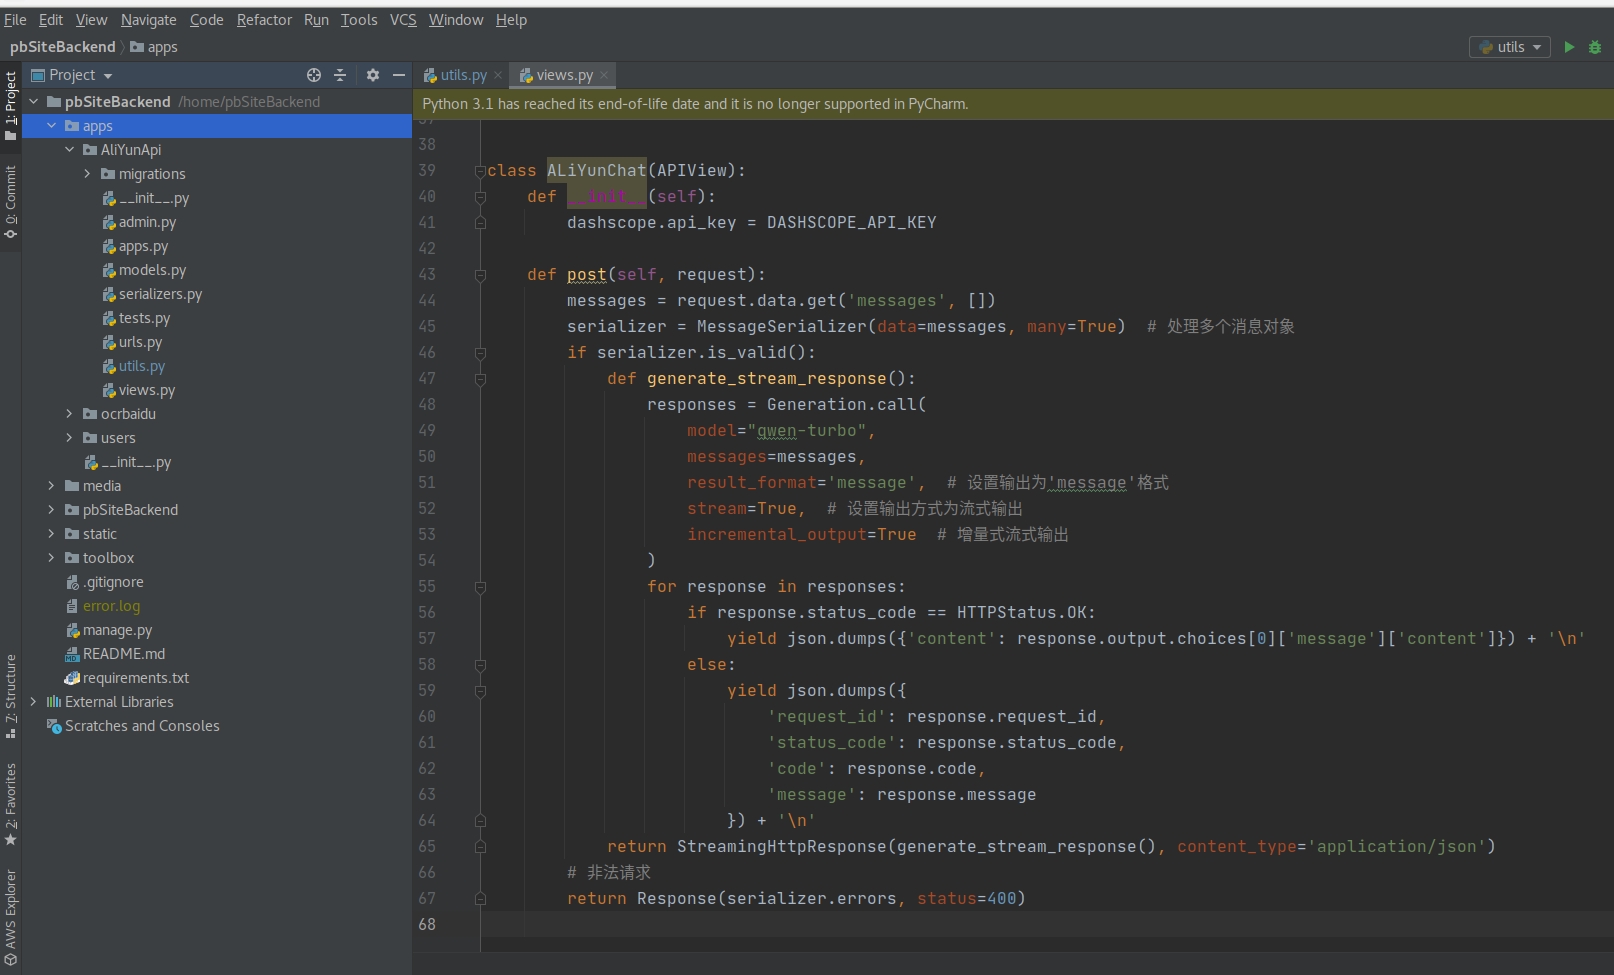 File Edit View Navigate Code Refactor Run Tools VCS Window Help
pbSiteBackend apps
utils
Project
utils.py
views.py
Python 3.1 has reached its end-of-life date and it is no longer supported in PyCharm.
1: Project
0: Commit
7: Structure
2: Favorites
AWS Explorer
pbSiteBackend /home/pbSiteBackend
apps
AliYunApi
migrations
__init__.py
admin.py
apps.py
models.py
serializers.py
tests.py
urls.py
utils.py
views.py
ocrbaidu
users
__init__.py
media
pbSiteBackend
static
toolbox
.gitignore
error.log
manage.py
README.md
requirements.txt
External Libraries
Scratches and Consoles
37
38
39 class ALiYunChat(APIView):
40 def __init__(self):
41 dashscope.api_key = DASHSCOPE_API_KEY
42
43 def post(self, request):
44 messages = request.data.get('messages', [])
45 serializer = MessageSerializer(data=messages, many=True) # 处理多个消息对象
46 if serializer.is_valid():
47 def generate_stream_response():
48 responses = Generation.call(
49 model="qwen-turbo",
50 messages=messages,
51 result_format='message', # 设置输出为'message'格式
52 stream=True, # 设置输出方式为流式输出
53 incremental_output=True # 增量式流式输出
54 )
55 for response in responses:
56 if response.status_code == HTTPStatus.OK:
57 yield json.dumps({'content': response.output.choices[0]['message']['content']}) + '\n'
58 else:
59 yield json.dumps({
60 'request_id': response.request_id,
61 'status_code': response.status_code,
62 'code': response.code,
63 'message': response.message
64 }) + '\n'
65 return StreamingHttpResponse(generate_stream_response(), content_type='application/json')
66 # 非法请求
67 return Response(serializer.errors, status=400)
68